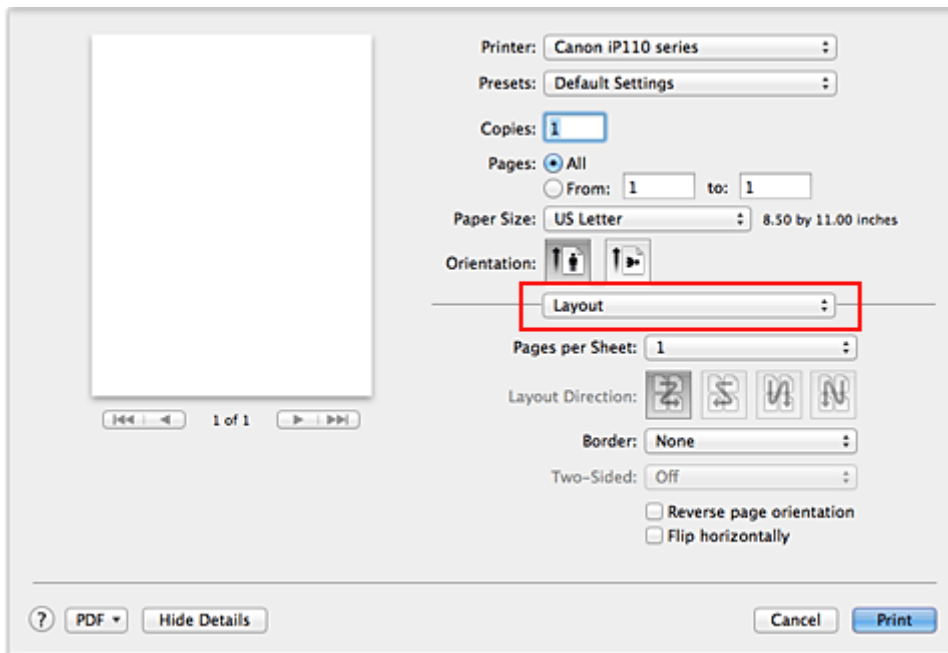 Printer: Canon iP110 series
Presets: Default Settings
Copies: 1
Pages: All
From: 1 to: 1
Paper Size: US Letter 8.50 by 11.00 inches
Orientation:
Layout
Pages per Sheet: 1
Layout Direction:
1 of 1
Border: None
Two-Sided: Off
Reverse page orientation
Flip horizontally
? PDF Hide Details Cancel Print